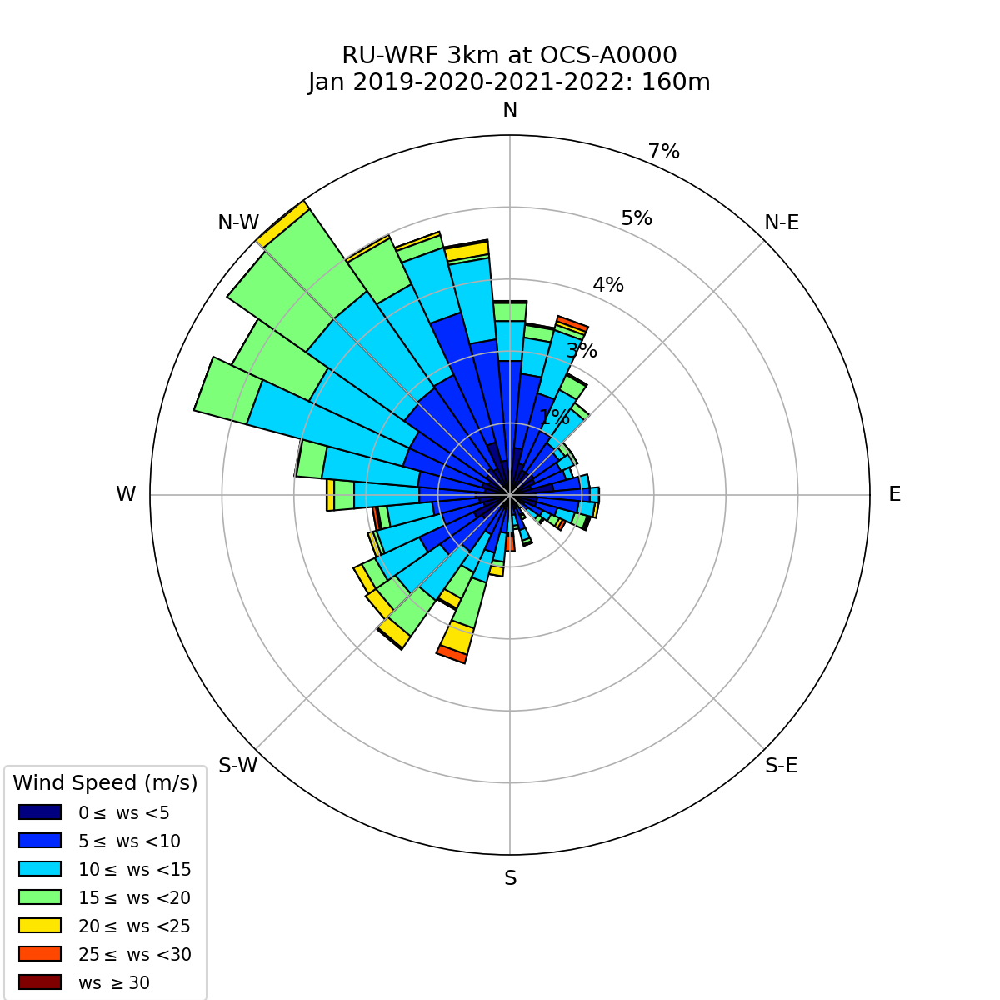 RU-WRF 3km at OCS-A0000
Jan 2019-2020-2021-2022: 160m
N
7%
5%
N-W
N-E
4%
3%
1%
W
E
S-W
S-E
S
Wind Speed (m/s)
0 ≤ ws <5
5 ≤ ws <10
10 ≤ ws <15
15 ≤ ws <20
20 ≤ ws <25
25 ≤ ws <30
ws ≥ 30